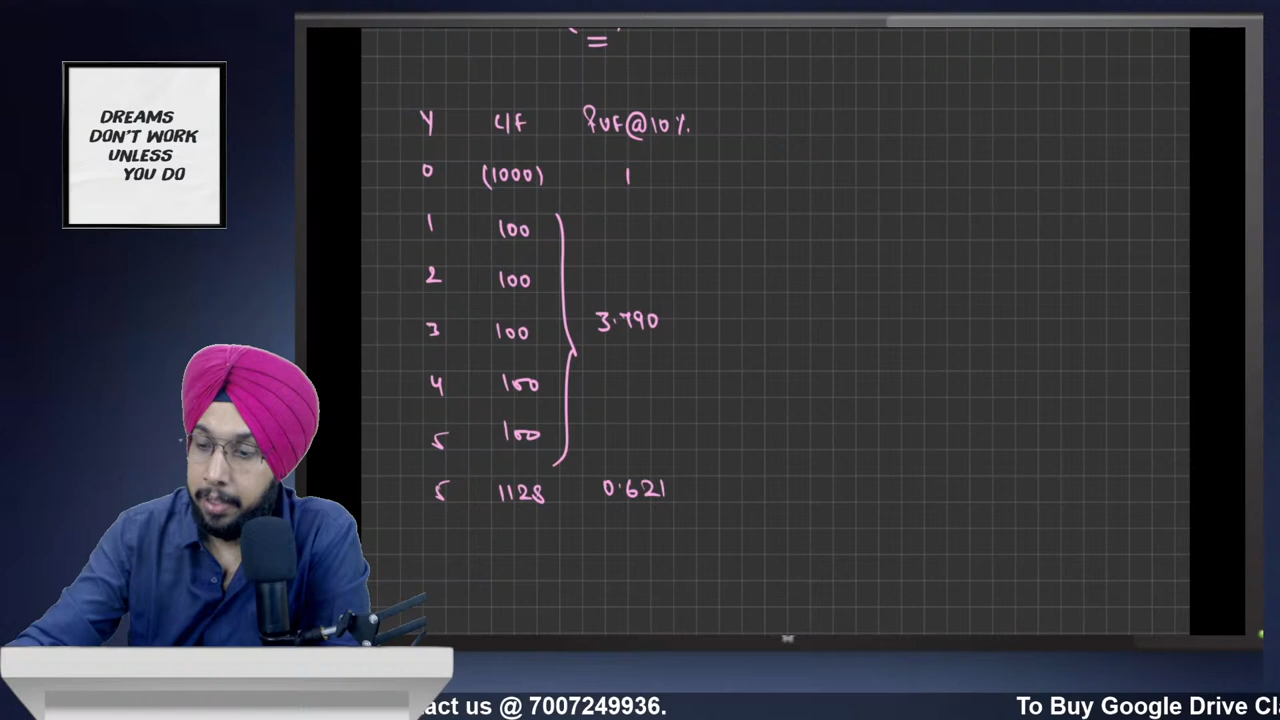 DREAMS
DON'T WORK
UNLESS
YOU DO
=
Y C/F PVF@10%.
0 (1000) 1
1 100
2 100
3 100 3.790
4 100
5 100
5 1128 0.621
act us @ 7007249936. To Buy Google Drive Cl